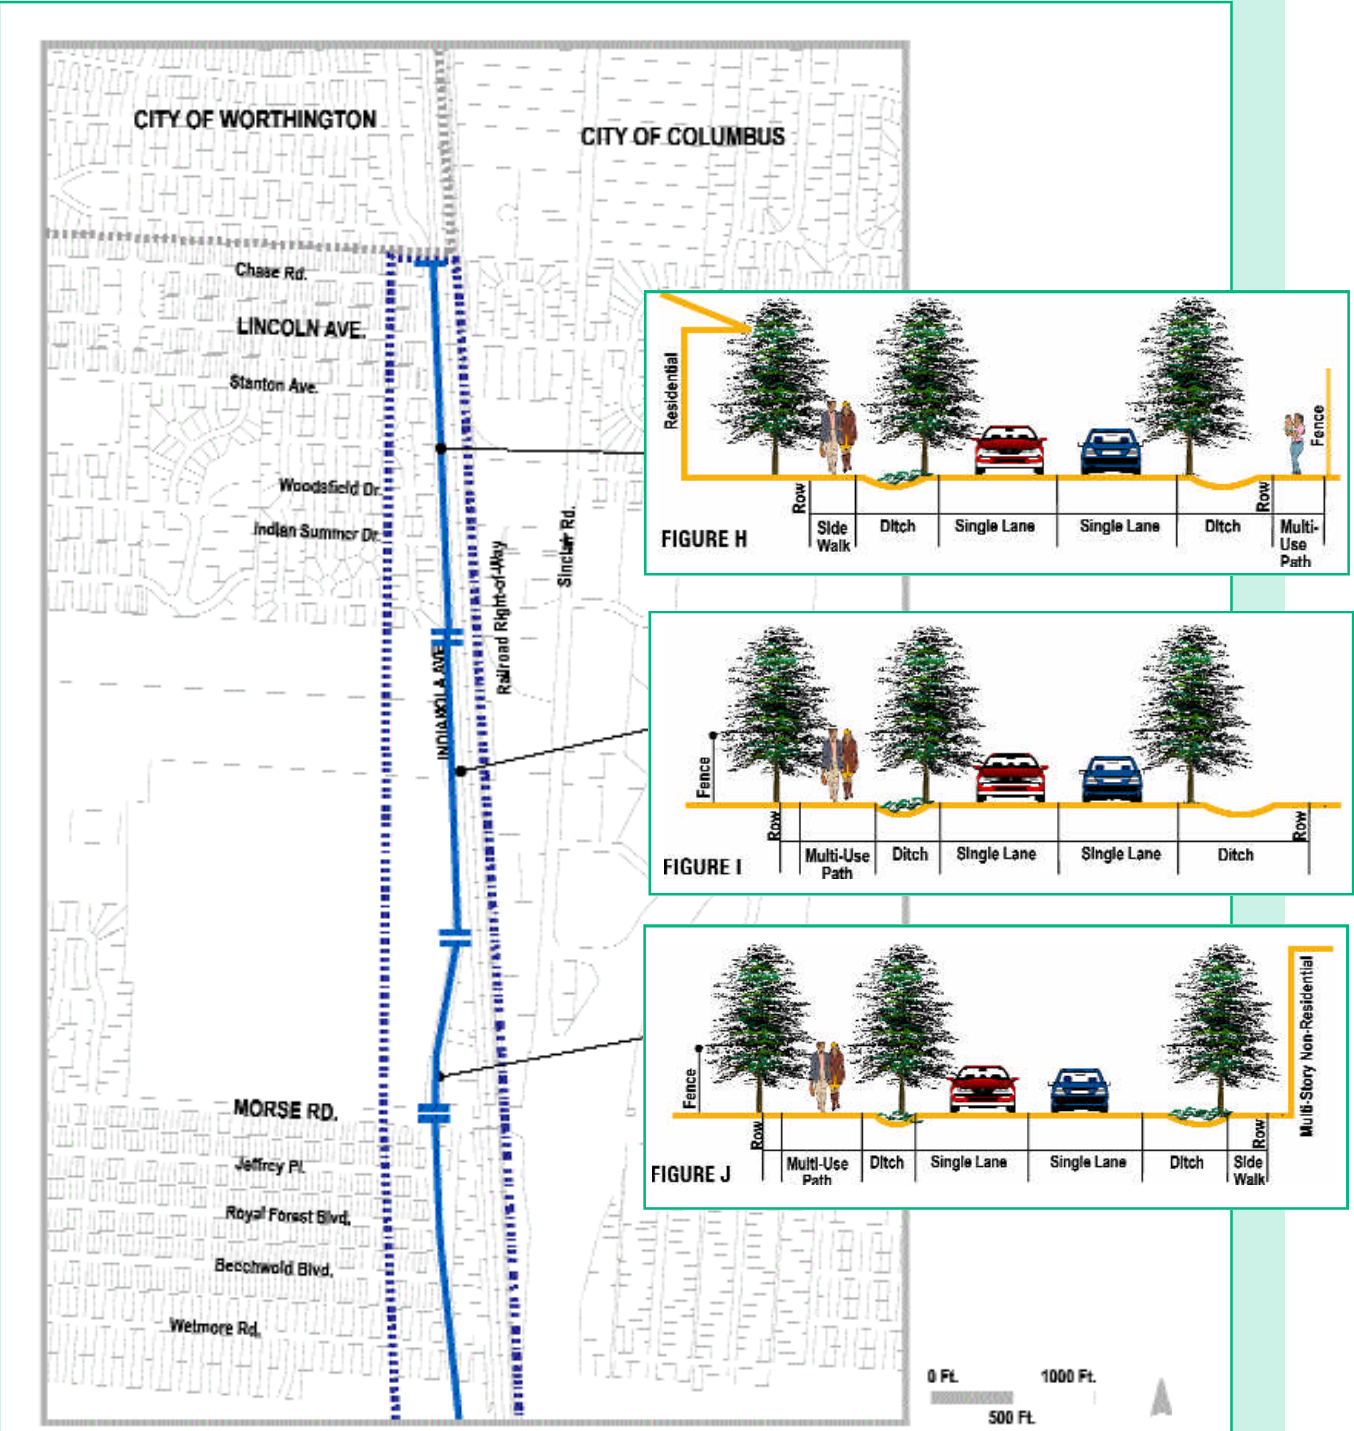 CITY OF WORTHINGTON
CITY OF COLUMBUS
Chase Rd.
LINCOLN AVE.
Stanton Ave.
Woodsfield Dr.
Indian Summer Dr.
Railroad Right-of-Way
Sinclair Rd.
INDIANOLA AVE.
MORSE RD.
Jeffrey Pl.
Royal Forest Blvd.
Beechwold Blvd.
Wetmore Rd.
Residential
Fence
Row
Row
Side
Walk
Ditch
Single Lane
Single Lane
Ditch
Multi-
Use
Path
FIGURE H
Fence
Row
Row
Multi-Use
Path
Ditch
Single Lane
Single Lane
Ditch
FIGURE I
Fence
Multi-Story Non-Residential
Row
Row
Multi-Use
Path
Ditch
Single Lane
Single Lane
Ditch
Side
Walk
FIGURE J
0 Ft.
1000 Ft.
500 Ft.